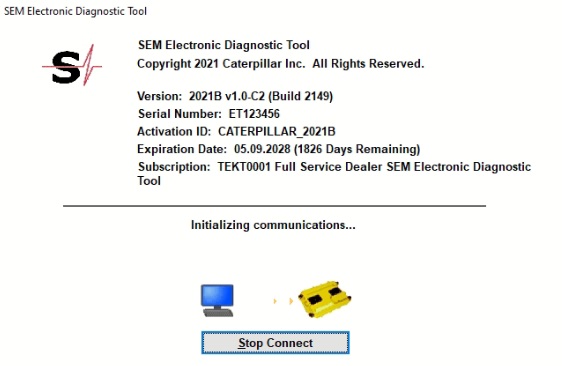 SEM Electronic Diagnostic Tool
S
SEM Electronic Diagnostic Tool
Copyright 2021 Caterpillar Inc. All Rights Reserved.
Version: 2021B v1.0-C2 (Build 2149)
Serial Number: ET123456
Activation ID: CATERPILLAR_2021B
Expiration Date: 05.09.2028 (1826 Days Remaining)
Subscription: TEKT0001 Full Service Dealer SEM Electronic Diagnostic
Tool
Initializing communications...
Stop Connect